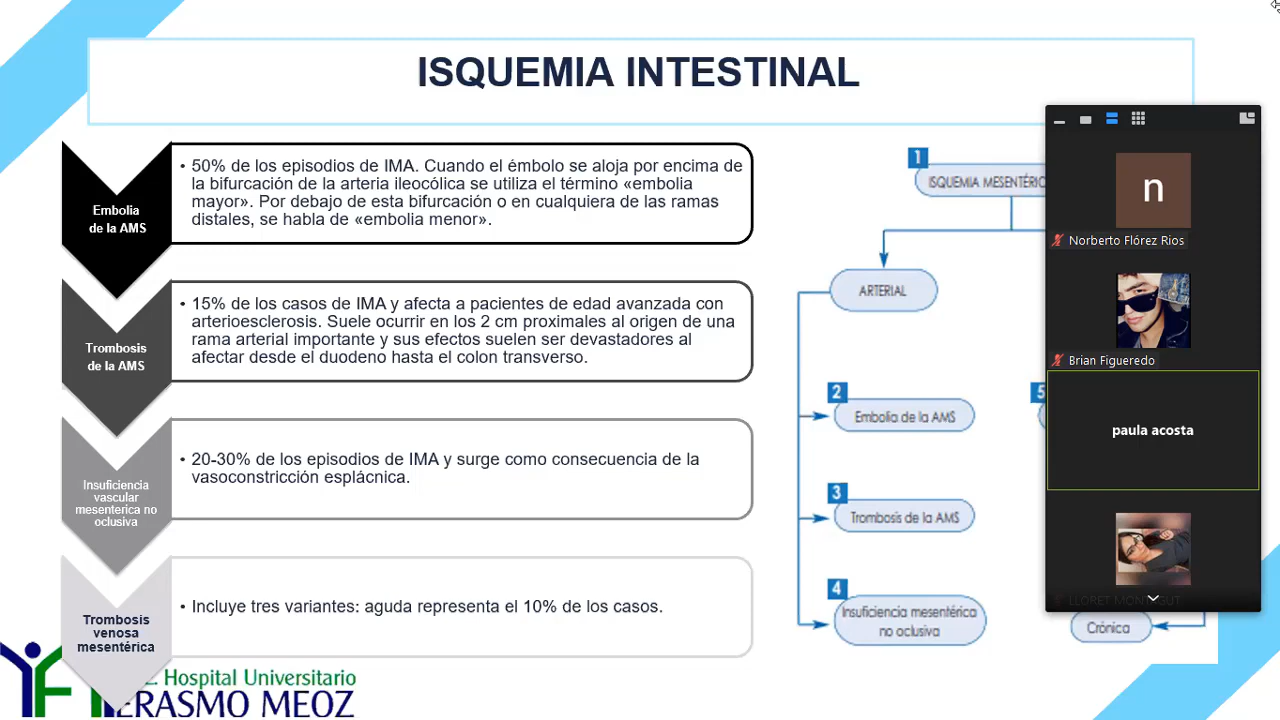 ISQUEMIA INTESTINAL
Embolia
de la AMS
• 50% de los episodios de IMA. Cuando el émbolo se aloja por encima de
la bifurcación de la arteria ileocólica se utiliza el término «embolia
mayor». Por debajo de esta bifurcación o en cualquiera de las ramas
distales, se habla de «embolia menor».
Trombosis
de la AMS
• 15% de los casos de IMA y afecta a pacientes de edad avanzada con
arterioesclerosis. Suele ocurrir en los 2 cm proximales al origen de una
rama arterial importante y sus efectos suelen ser devastadores al
afectar desde el duodeno hasta el colon transverso.
Insuficiencia
vascular
mesenterica no
oclusiva
• 20-30% de los episodios de IMA y surge como consecuencia de la
vasoconstricción esplácnica.
Trombosis
venosa
mesentérica
• Incluye tres variantes: aguda representa el 10% de los casos.
Hospital Universitario
ERASMO MEOZ
1
ISQUEMIA MESENTÉRIC
ARTERIAL
2
Embolia de la AMS
3
Trombosis de la AMS
4
Insuficiencia mesentérica
no oclusiva
5
Crónica
n
Norberto Flórez Rios
Brian Figueredo
paula acosta
LLORET